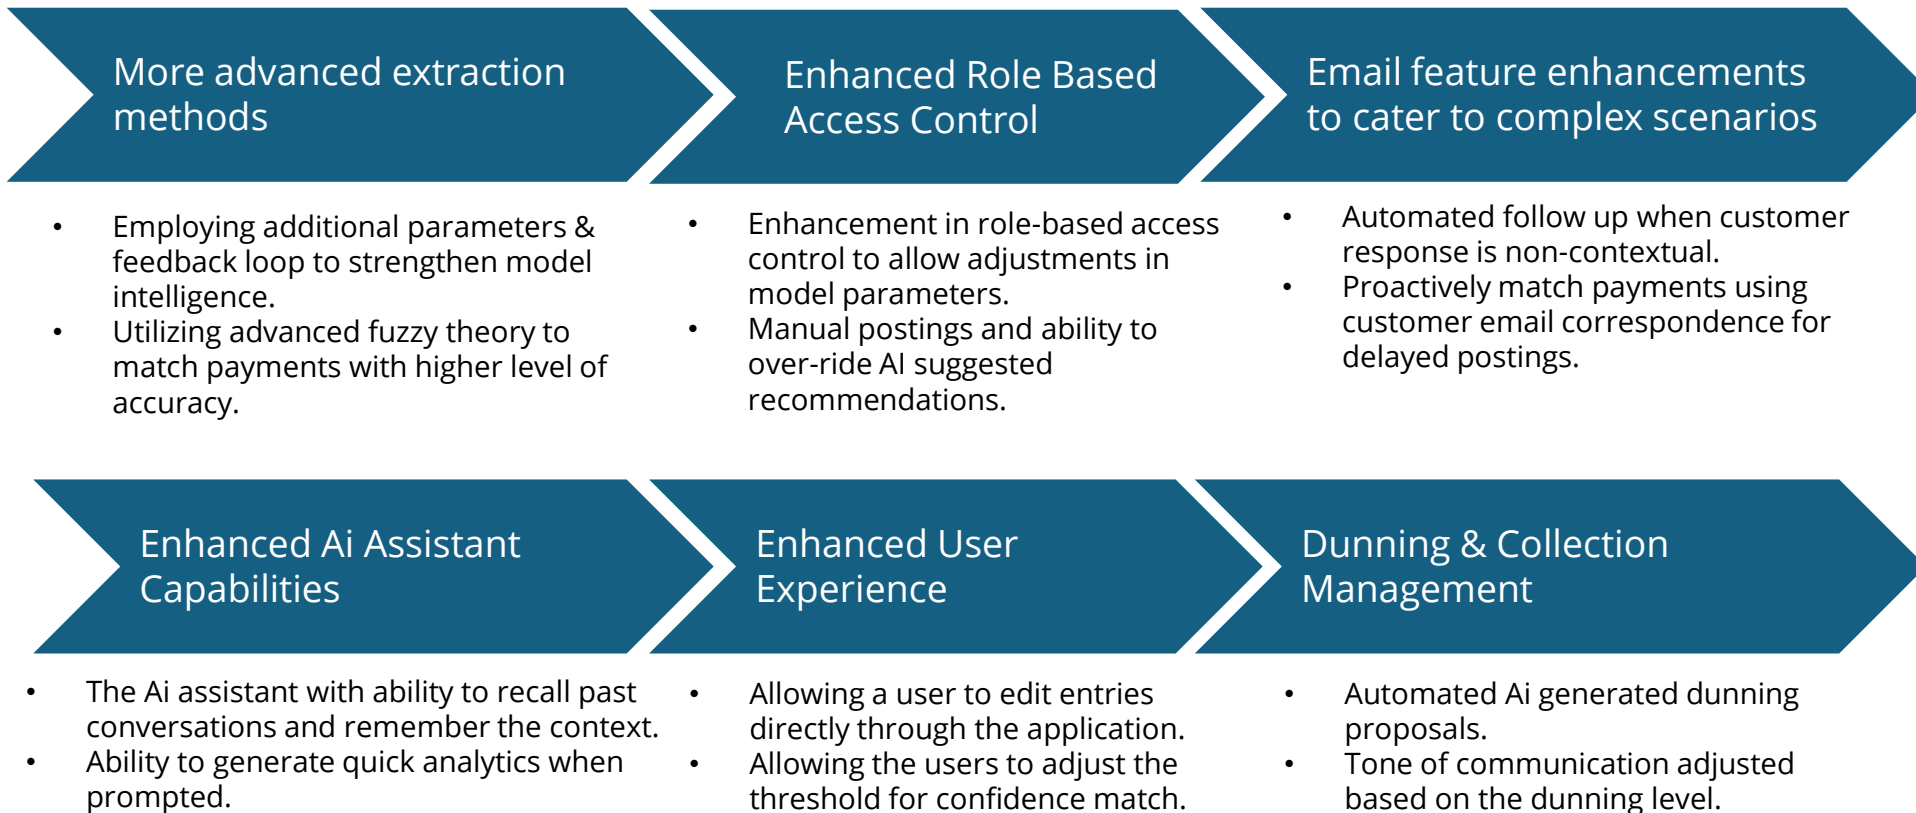 More advanced extraction
methods
• Employing additional parameters &
feedback loop to strengthen model
intelligence.
• Utilizing advanced fuzzy theory to
match payments with higher level of
accuracy.
Enhanced Role Based
Access Control
• Enhancement in role-based access
control to allow adjustments in
model parameters.
• Manual postings and ability to
over-ride AI suggested
recommendations.
Email feature enhancements
to cater to complex scenarios
• Automated follow up when customer
response is non-contextual.
• Proactively match payments using
customer email correspondence for
delayed postings.
Enhanced Ai Assistant
Capabilities
• The Ai assistant with ability to recall past
conversations and remember the context.
• Ability to generate quick analytics when
prompted.
Enhanced User
Experience
• Allowing a user to edit entries
directly through the application.
• Allowing the users to adjust the
threshold for confidence match.
Dunning & Collection
Management
• Automated Ai generated dunning
proposals.
• Tone of communication adjusted
based on the dunning level.